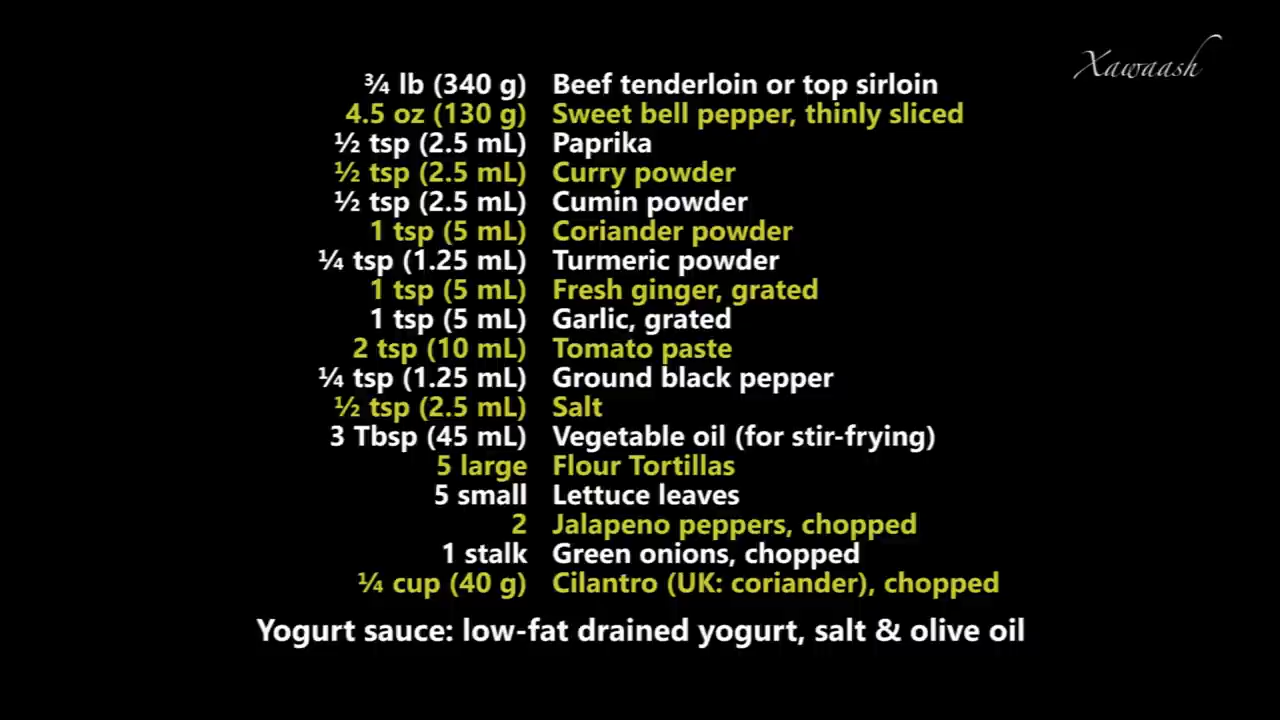 Xawaash
¾ lb (340 g) Beef tenderloin or top sirloin
4.5 oz (130 g) Sweet bell pepper, thinly sliced
½ tsp (2.5 mL) Paprika
½ tsp (2.5 mL) Curry powder
½ tsp (2.5 mL) Cumin powder
1 tsp (5 mL) Coriander powder
¼ tsp (1.25 mL) Turmeric powder
1 tsp (5 mL) Fresh ginger, grated
1 tsp (5 mL) Garlic, grated
2 tsp (10 mL) Tomato paste
¼ tsp (1.25 mL) Ground black pepper
½ tsp (2.5 mL) Salt
3 Tbsp (45 mL) Vegetable oil (for stir-frying)
5 large Flour Tortillas
5 small Lettuce leaves
2 Jalapeno peppers, chopped
1 stalk Green onions, chopped
¼ cup (40 g) Cilantro (UK: coriander), chopped
Yogurt sauce: low-fat drained yogurt, salt & olive oil